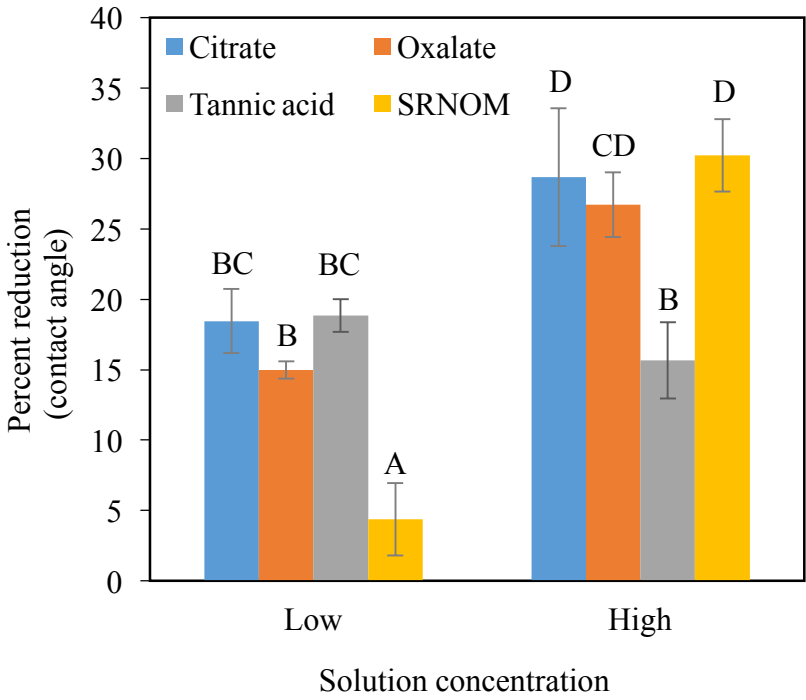 40
35
30
25
20
15
10
5
0
Percent reduction
(contact angle)
Citrate
Oxalate
Tannic acid
SRNOM
BC
B
BC
A
D
CD
B
D
Low
High
Solution concentration